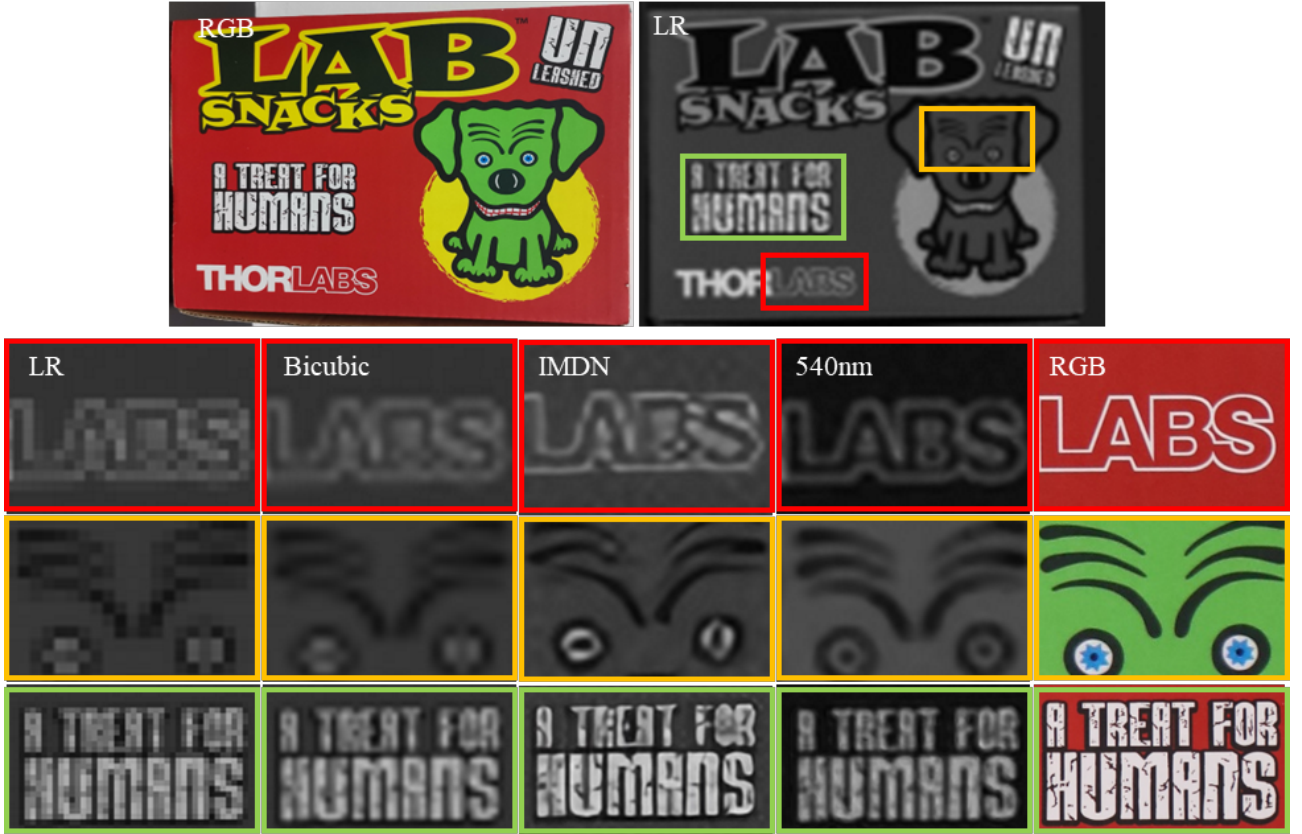 RGB
LAB™
SNACKS
UN
LEASHED
A TREAT FOR
HUMANS
THORLABS
LR
LAB
SNACKS
UN
LEASHED
A TREAT FOR
HUMANS
THORLABS
LR
Bicubic
IMDN
540nm
RGB
LABS
LABS
LABS
LABS
LABS
A TREAT FOR
HUMANS
A TREAT FOR
HUMANS
A TREAT FOR
HUMANS
A TREAT FOR
HUMANS
A TREAT FOR
HUMANS